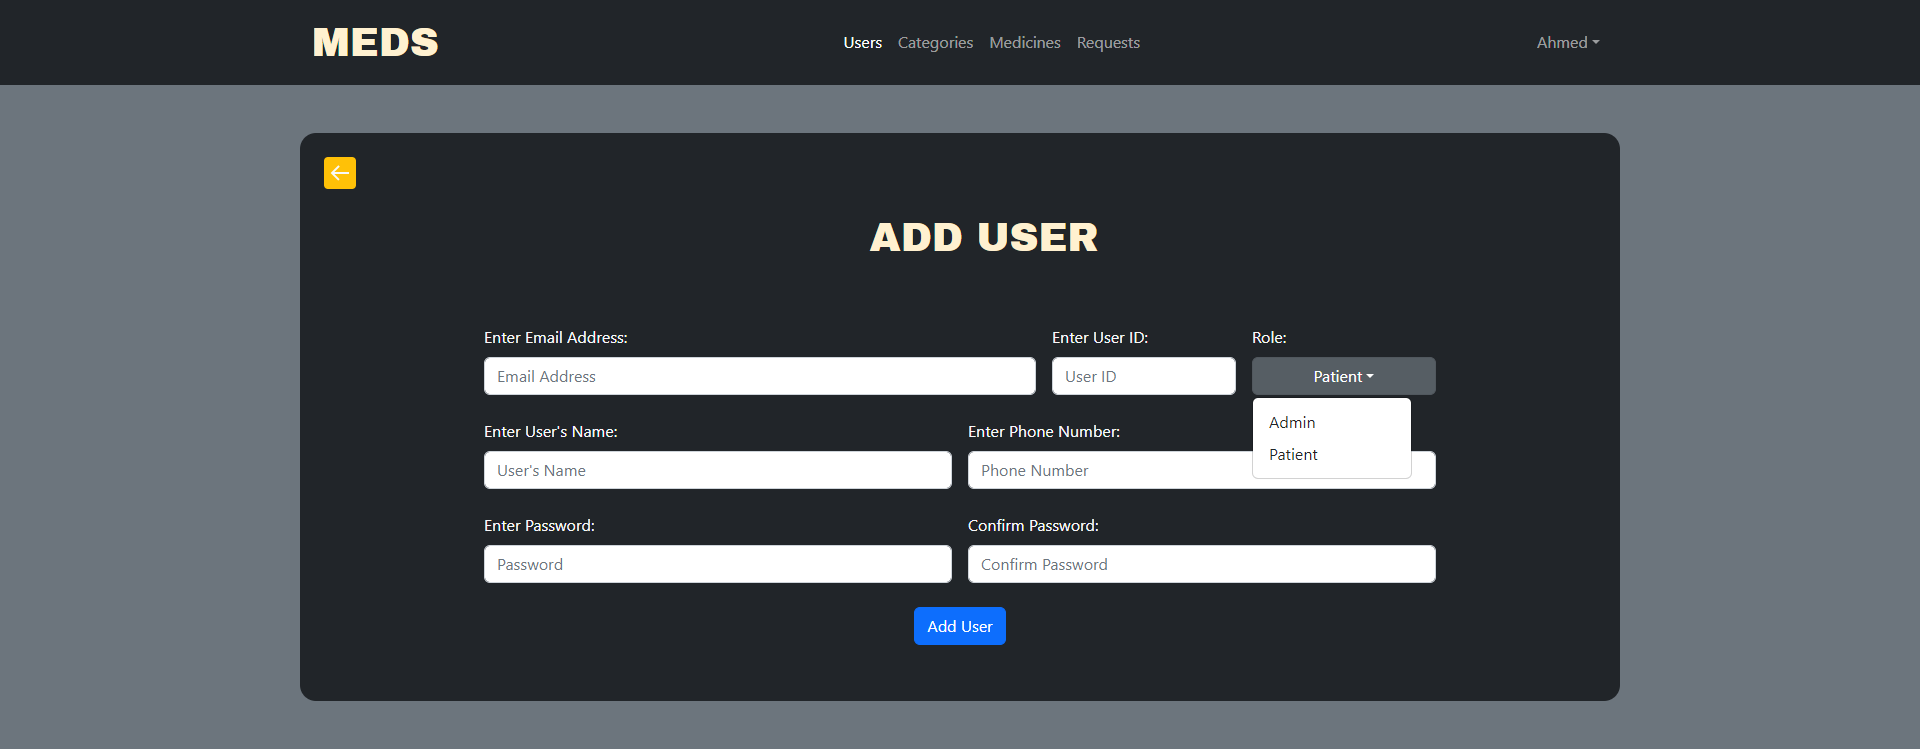 MEDS
Users Categories Medicines Requests
Ahmed
ADD USER
Enter Email Address:
Enter User ID:
Role:
Email Address
User ID
Patient
Admin
Patient
Enter User's Name:
Enter Phone Number:
User's Name
Phone Number
Enter Password:
Confirm Password:
Password
Confirm Password
Add User